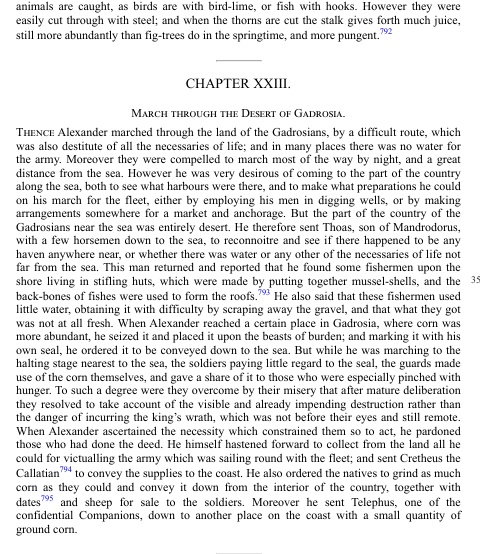 animals are caught, as birds are with bird-lime, or fish with hooks. However they were
easily cut through with steel; and when the thorns are cut the stalk gives forth much juice,
still more abundantly than fig-trees do in the springtime, and more pungent.792
CHAPTER XXIII.
MARCH THROUGH THE DESERT OF GADROSIA.
THENCE Alexander marched through the land of the Gadrosians, by a difficult route, which
was also destitute of all the necessaries of life; and in many places there was no water for
the army. Moreover they were compelled to march most of the way by night, and a great
distance from the sea. However he was very desirous of coming to the part of the country
along the sea, both to see what harbours were there, and to make what preparations he could
on his march for the fleet, either by employing his men in digging wells, or by making
arrangements somewhere for a market and anchorage. But the part of the country of the
Gadrosians near the sea was entirely desert. He therefore sent Thoas, son of Mandrodorus,
with a few horsemen down to the sea, to reconnoitre and see if there happened to be any
haven anywhere near, or whether there was water or any other of the necessaries of life not
far from the sea. This man returned and reported that he found some fishermen upon the
shore living in stifling huts, which were made by putting together mussel-shells, and the
back-bones of fishes were used to form the roofs.793 He also said that these fishermen used
little water, obtaining it with difficulty by scraping away the gravel, and that what they got
was not at all fresh. When Alexander reached a certain place in Gadrosia, where corn was
more abundant, he seized it and placed it upon the beasts of burden; and marking it with his
own seal, he ordered it to be conveyed down to the sea. But while he was marching to the
halting stage nearest to the sea, the soldiers paying little regard to the seal, the guards made
use of the corn themselves, and gave a share of it to those who were especially pinched with
hunger. To such a degree were they overcome by their misery that after mature deliberation
they resolved to take account of the visible and already impending destruction rather than
the danger of incurring the king's wrath, which was not before their eyes and still remote.
When Alexander ascertained the necessity which constrained them so to act, he pardoned
those who had done the deed. He himself hastened forward to collect from the land all he
could for victualling the army which was sailing round with the fleet; and sent Cretheus the
Callatian794 to convey the supplies to the coast. He also ordered the natives to grind as much
corn as they could and convey it down from the interior of the country, together with
dates795 and sheep for sale to the soldiers. Moreover he sent Telephus, one of the
confidential Companions, down to another place on the coast with a small quantity of
ground corn.
35